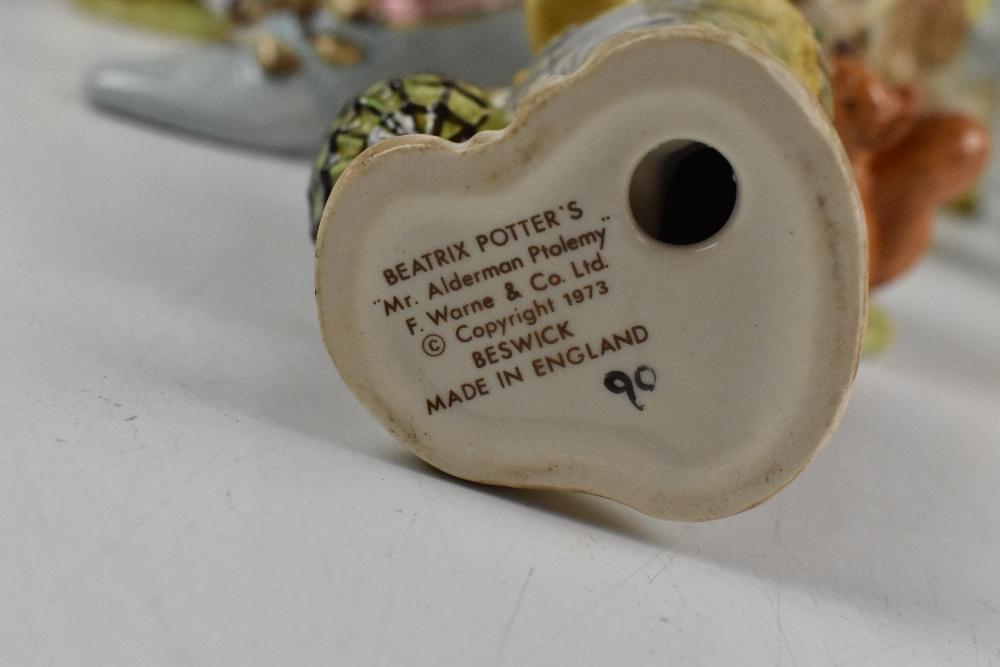 BEATRIX POTTER'S
"Mr. Alderman Ptolemy"
F. Warne & Co. Ltd.
© Copyright 1973
BESWICK
MADE IN ENGLAND
90